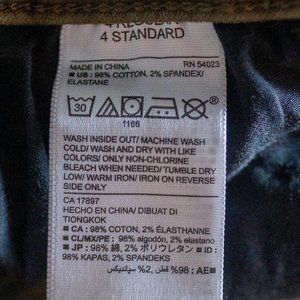 4 REGULAR
4 STANDARD
MADE IN CHINA RN 54023
■ US: 98% COTTON, 2% SPANDEX/
ELASTANE
30
1166
WASH INSIDE OUT/ MACHINE WASH
COLD/ WASH AND DRY WITH LIKE
COLORS/ ONLY NON-CHLORINE
BLEACH WHEN NEEDED/ TUMBLE DRY
LOW/ WARM IRON/ IRON ON REVERSE
SIDE ONLY
CA 17897
HECHO EN CHINA/ DIBUAT DI
TIONGKOK
■ CA: 98% COTON, 2% ÉLASTHANNE
■ CL/MX/PE: 98% algodón, 2% elastano
■ JP: 98% 綿, 2% ポリウレタン ■ ID:
98% KAPAS, 2% SPANDEKS
■ AE: 98% قطن, 2% سپانديكس